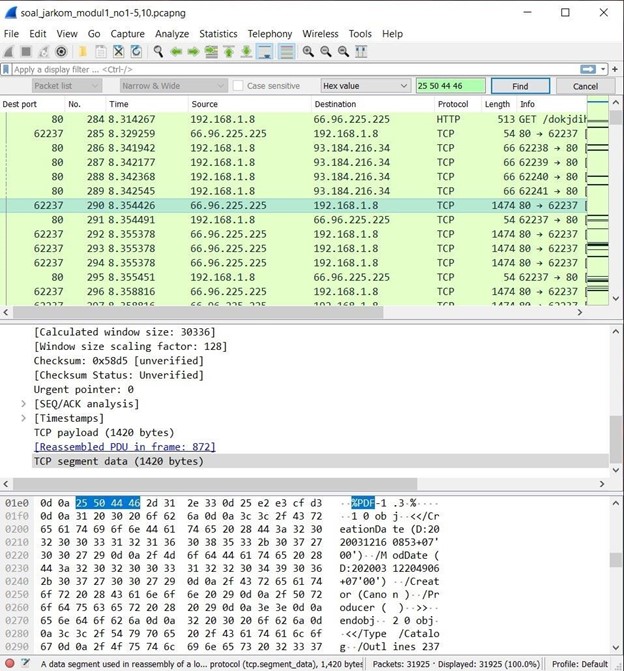 soal_jarkom_modul1_no1-5,10.pcapng
File Edit View Go Capture Analyze Statistics Telephony Wireless Tools Help
Apply a display filter ... <Ctrl-/>
Packet list Narrow & Wide Case sensitive Hex value 25 50 44 46 Find Cancel
Dest port No. Time Source Destination Protocol Length Info
80 284 8.314267 192.168.1.8 66.96.225.225 HTTP 513 GET /dokjdih
62237 285 8.329259 66.96.225.225 192.168.1.8 TCP 54 80 → 62237 [
80 286 8.341942 192.168.1.8 93.184.216.34 TCP 66 62238 → 80 [
80 287 8.342177 192.168.1.8 93.184.216.34 TCP 66 62239 → 80 [
80 288 8.342368 192.168.1.8 93.184.216.34 TCP 66 62240 → 80 [
80 289 8.342545 192.168.1.8 93.184.216.34 TCP 66 62241 → 80 [
62237 290 8.354426 66.96.225.225 192.168.1.8 TCP 1474 80 → 62237 [
80 291 8.354491 192.168.1.8 66.96.225.225 TCP 54 62237 → 80 [
62237 292 8.355378 66.96.225.225 192.168.1.8 TCP 1474 80 → 62237 [
62237 293 8.355378 66.96.225.225 192.168.1.8 TCP 1474 80 → 62237 [
62237 294 8.355378 66.96.225.225 192.168.1.8 TCP 1474 80 → 62237 [
80 295 8.355451 192.168.1.8 66.96.225.225 TCP 54 62237 → 80 [
62237 296 8.358816 66.96.225.225 192.168.1.8 TCP 1474 80 → 62237 [
62237 297 8.358816 66.96.225.225 192.168.1.8 TCP 1474 80 → 62237 [
[Calculated window size: 30336]
[Window size scaling factor: 128]
Checksum: 0x58d5 [unverified]
[Checksum Status: Unverified]
Urgent pointer: 0
[SEQ/ACK analysis]
[Timestamps]
TCP payload (1420 bytes)
[Reassembled PDU in frame: 872]
TCP segment data (1420 bytes)
01e0 0d 0a 25 50 44 46 2d 31 2e 33 0d 25 e2 e3 cf d3 ··%PDF-1 .3·%····
01f0 0d 0a 31 20 30 20 6f 62 6a 0d 0a 3c 3c 2f 43 72 ··1 0 ob j··<</Cr
0200 65 61 74 69 6f 6e 44 61 74 65 20 28 44 3a 32 30 eationDa te (D:20
0210 32 30 30 33 31 32 31 36 30 38 35 33 2b 30 37 27 20031216 0853+07'
0220 30 30 27 29 0d 0a 2f 4d 6f 64 44 61 74 65 20 28 00')··/M odDate (
0230 44 3a 32 30 32 30 30 33 31 32 32 30 34 39 30 36 D:202003 12204906
0240 2b 30 37 27 30 30 27 29 0d 0a 2f 43 72 65 61 74 +07'00') ··/Creat
0250 6f 72 20 28 43 61 6e 6f 6e 20 29 0d 0a 2f 50 72 or (Cano n )··/Pr
0260 6f 64 75 63 65 72 20 28 20 29 0d 0a 3e 3e 0d 0a oducer ( )··>>··
0270 65 6e 64 6f 62 6a 0d 0a 32 20 30 20 6f 62 6a 0d endobj·· 2 0 obj·
0280 0a 3c 3c 2f 54 79 70 65 20 2f 43 61 74 61 6c 6f ·<</Type /Catalo
0290 67 0d 0a 2f 4f 75 74 6c 69 6e 65 73 20 32 33 37 g··/Outl ines 237
A data segment used in reassembly of a lo... protocol (tcp.segment_data), 1,420 bytes Packets: 31925 · Displayed: 31925 (100.0%) Profile: Default